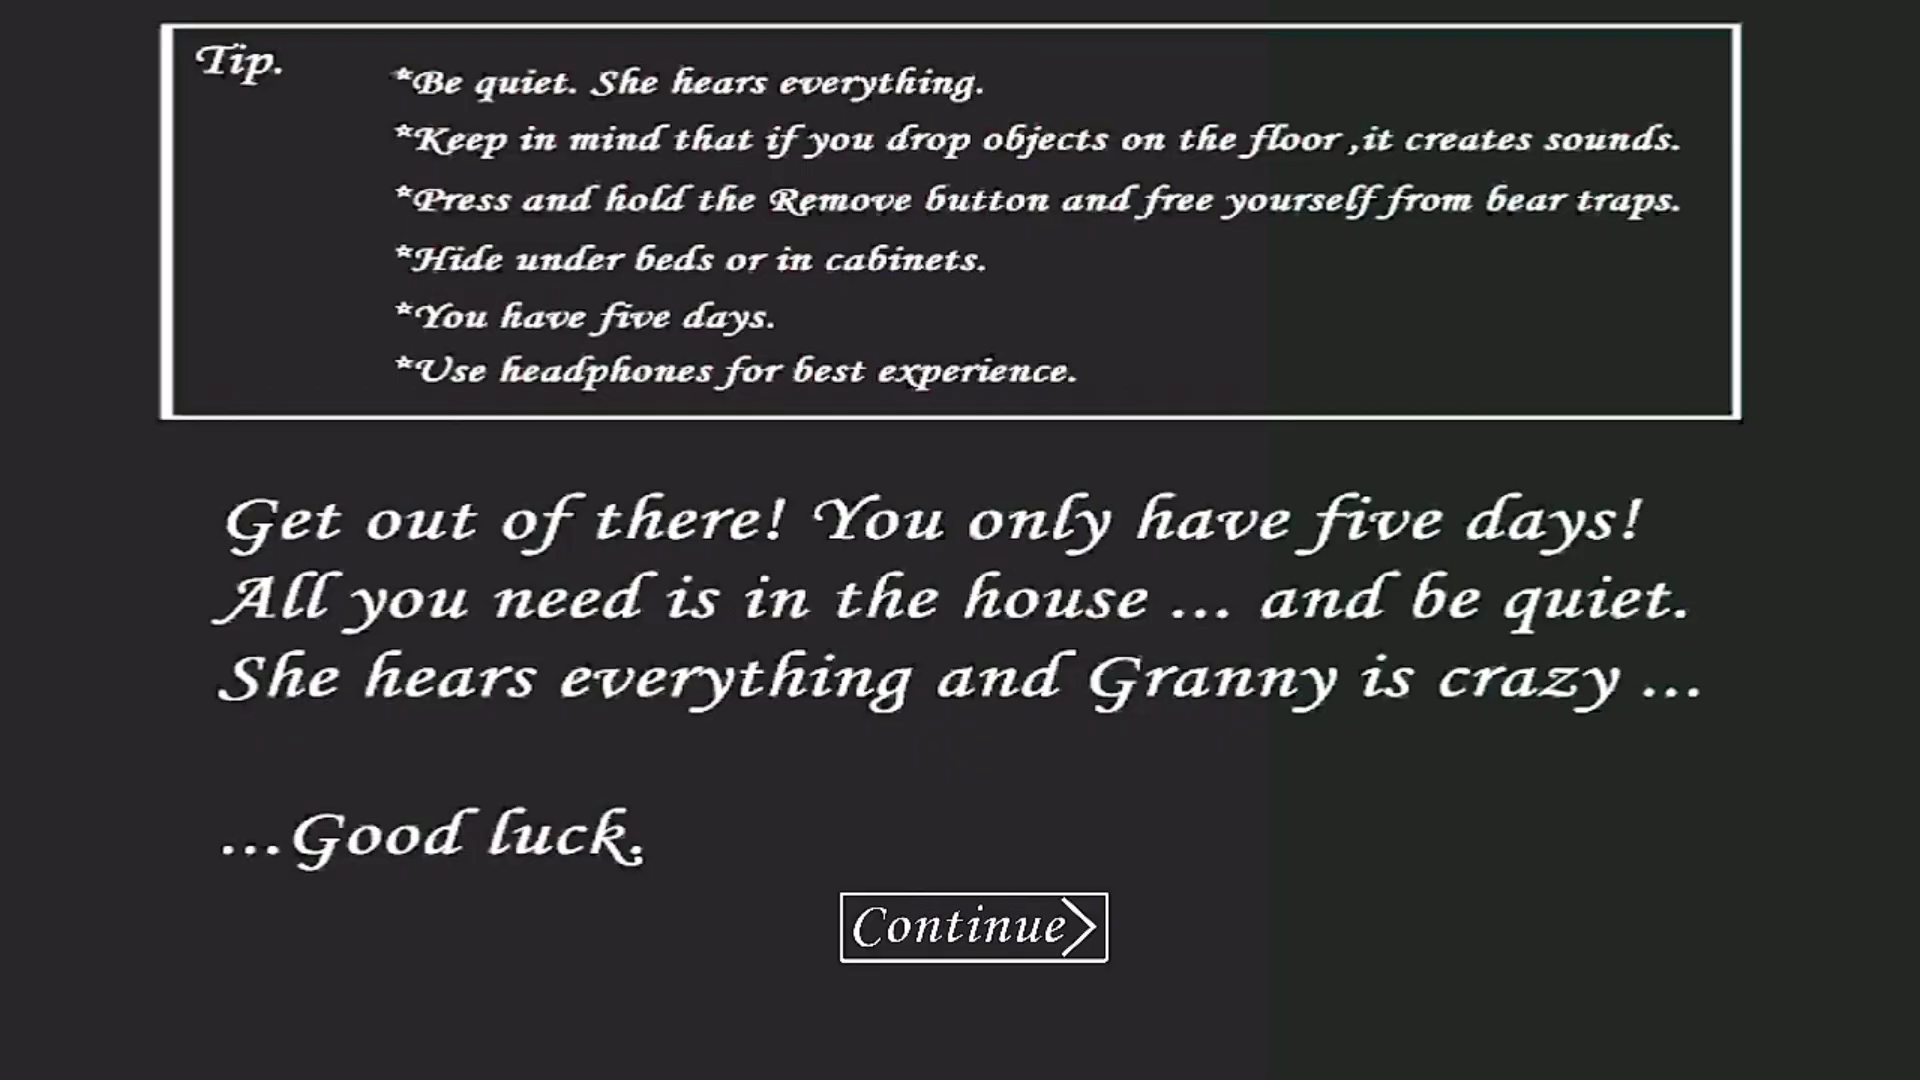 Tip.
*Be quiet. She hears everything.
*Keep in mind that if you drop objects on the floor ,it creates sounds.
*Press and hold the Remove button and free yourself from bear traps.
*Hide under beds or in cabinets.
*You have five days.
*Use headphones for best experience.
Get out of there! You only have five days!
All you need is in the house ... and be quiet.
She hears everything and Granny is crazy ...
...Good luck.
Continue>